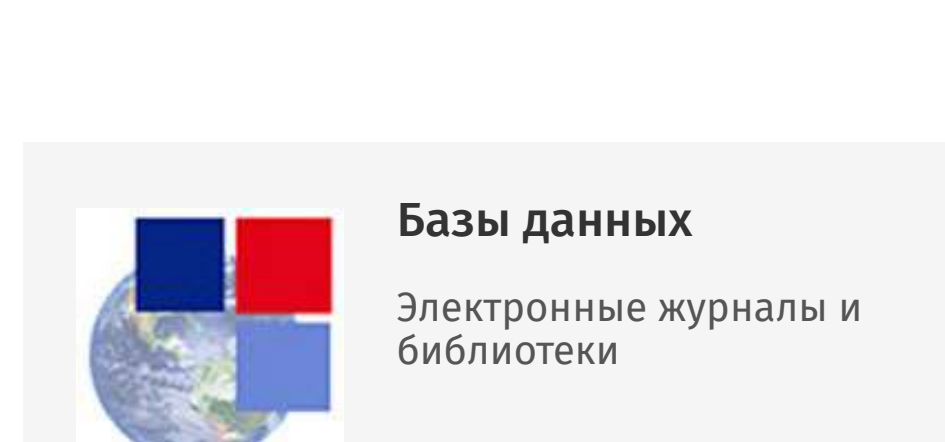 Базы данных
Электронные журналы и
библиотеки